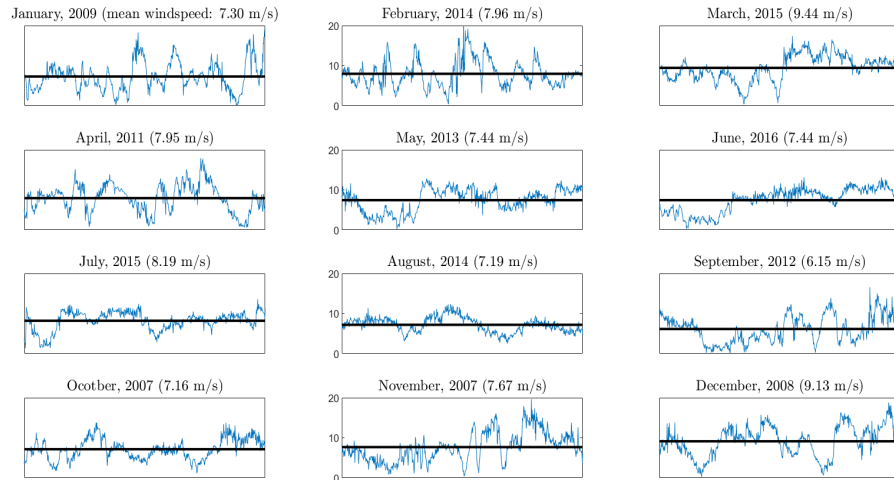 January, 2009 (mean windspeed: 7.30 m/s)
February, 2014 (7.96 m/s)
March, 2015 (9.44 m/s)
20
10
0
April, 2011 (7.95 m/s)
May, 2013 (7.44 m/s)
June, 2016 (7.44 m/s)
20
10
0
July, 2015 (8.19 m/s)
August, 2014 (7.19 m/s)
September, 2012 (6.15 m/s)
20
10
0
Ocotber, 2007 (7.16 m/s)
November, 2007 (7.67 m/s)
December, 2008 (9.13 m/s)
20
10
0